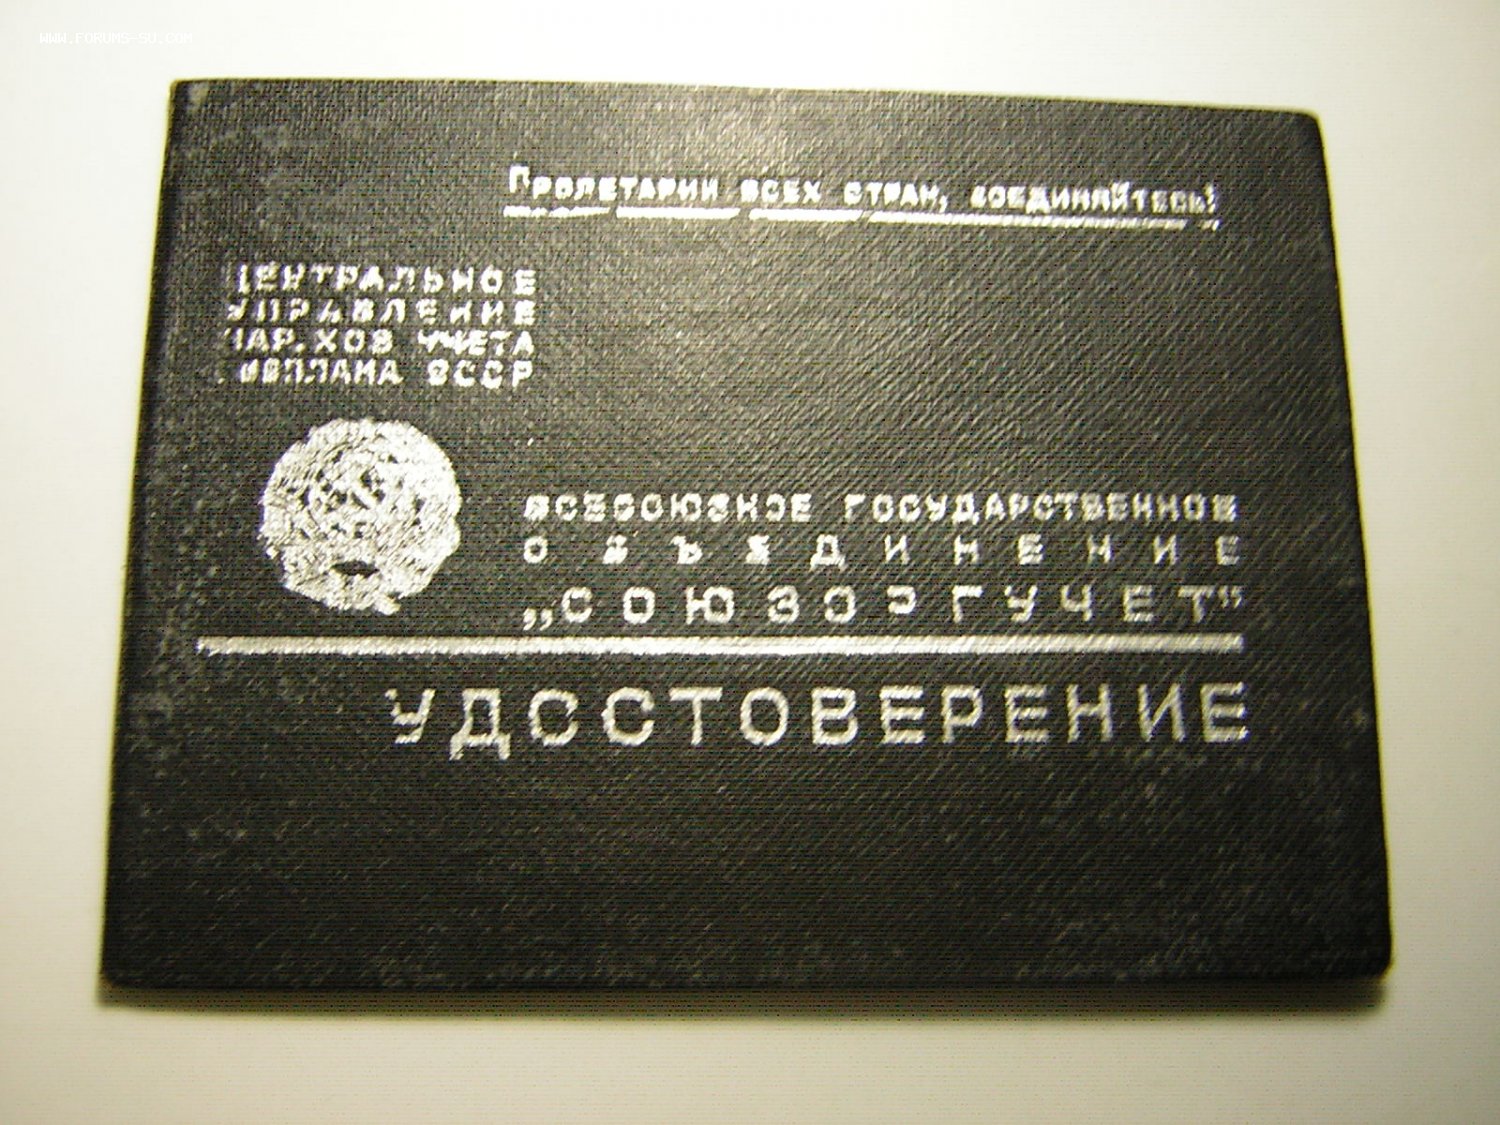 WWW.FORUMS-SU.COM
Пролетарии всех стран, соединяйтесь!
ЦЕНТРАЛЬНОЕ
УПРАВЛЕНИЕ
НАР.ХОЗ УЧЕТА
ГОСПЛАНА СССР
ВСЕСОЮЗНОЕ ГОСУДАРСТВЕННОЕ
ОБЪЕДИНЕНИЕ
„СОЮЗОРГУЧЕТ”
УДОСТОВЕРЕНИЕ